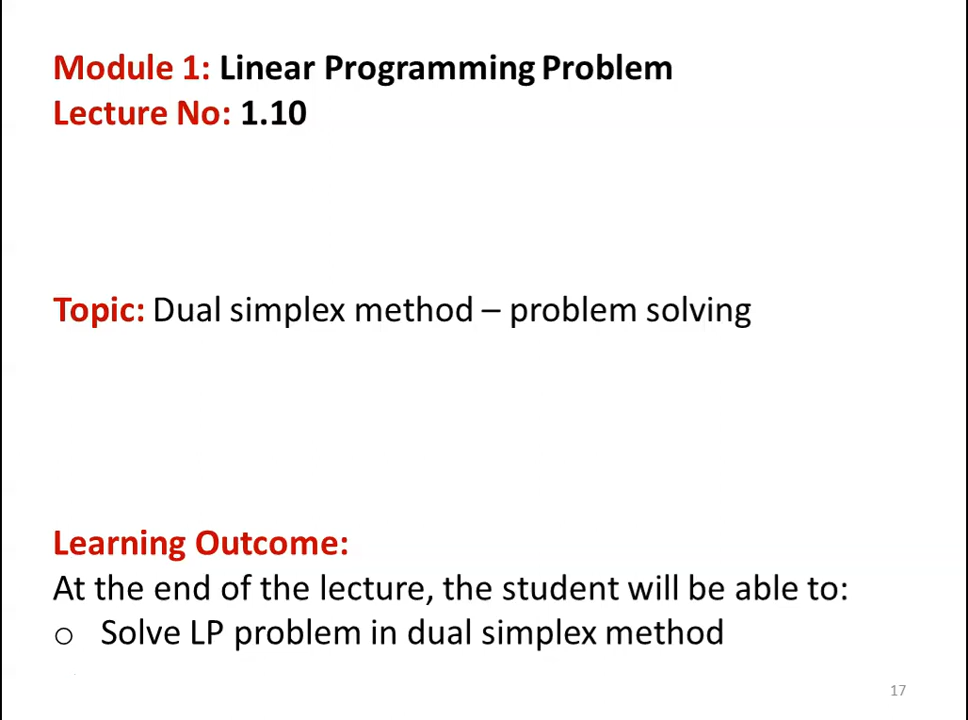 Module 1: Linear Programming Problem
Lecture No: 1.10
Topic: Dual simplex method – problem solving
Learning Outcome:
At the end of the lecture, the student will be able to:
o Solve LP problem in dual simplex method
17